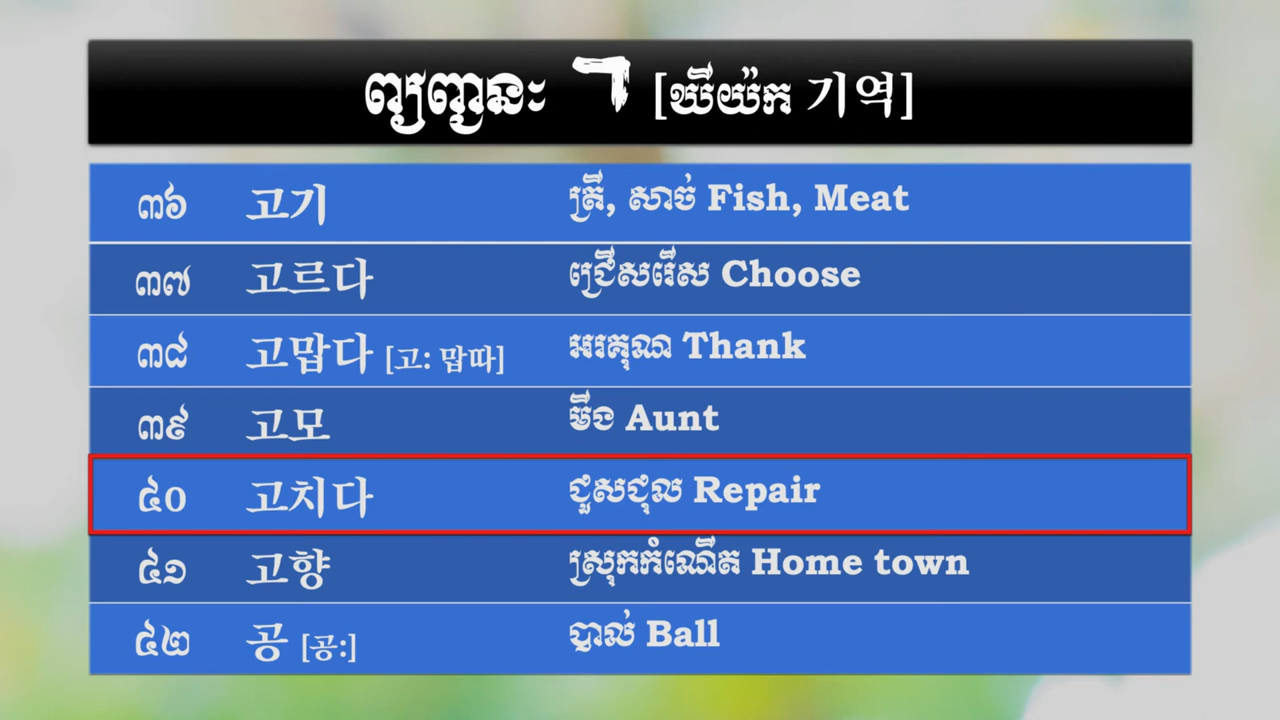 ព្យញ្ជនៈ ㄱ [ឃីយ៉ក 기역]
៣៦ 고기 ត្រី, សាច់ Fish, Meat
៣៧ 고르다 ជ្រើសរើស Choose
៣៨ 고맙다 [고: 맙따] អរគុណ Thank
៣៩ 고모 មីង Aunt
៤០ 고치다 ជួសជុល Repair
៤១ 고향 ស្រុកកំណើត Home town
៤២ 공 [공:] បាល់ Ball